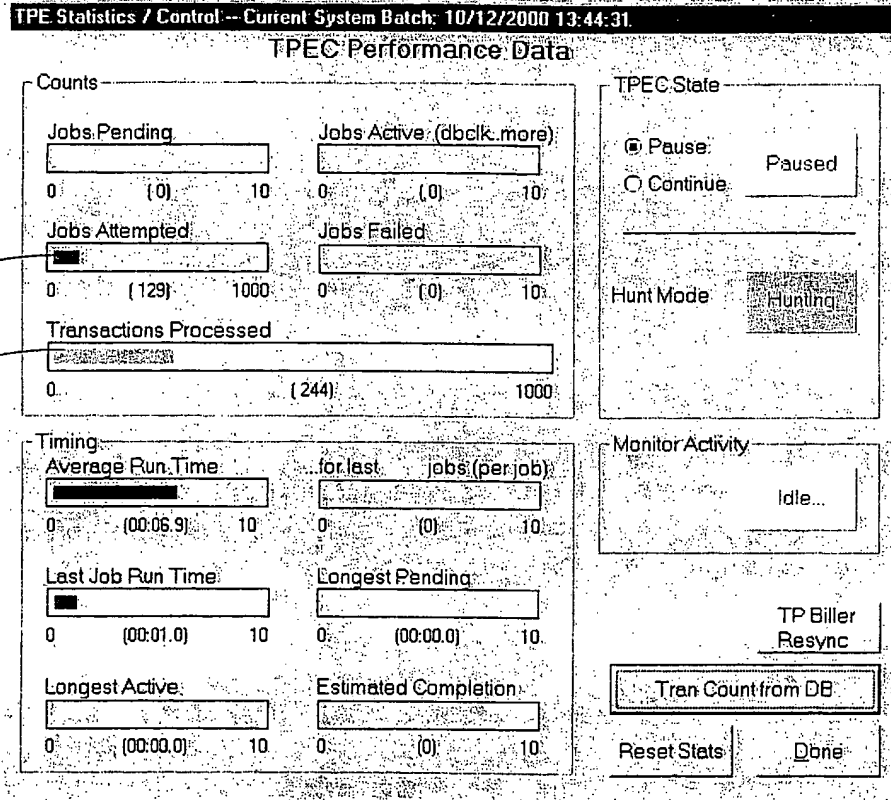 TPE Statistics / Control -- Current System Batch: 10/12/2000 13:44:31
TPEC Performance Data
Counts
Jobs Pending
0 (0) 10
Jobs Active (dbclk..more)
0 (0) 10
Jobs Attempted
0 (129) 1000
Jobs Failed
0 (0) 10
Transactions Processed
0 (244) 1000
TPEC State
Pause
Continue
Paused
Hunt Mode
Hunting
Timing
Average Run Time
0 (00:06.9) 10
...for last jobs (per job)
0 (0) 10
Last Job Run Time
0 (00:01.0) 10
Longest Pending
0 (00:00.0) 10
Longest Active
0 (00:00.0) 10
Estimated Completion
0 (0) 10
Monitor Activity
Idle...
TP Biller
Resync
Tran Count from DB
Reset Stats
Done